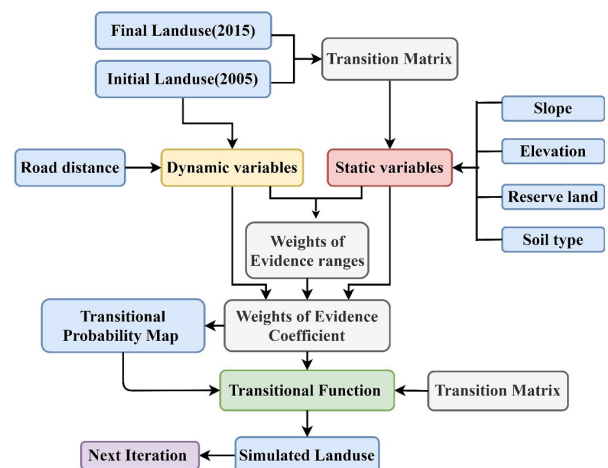 Final Landuse(2015)
Transition Matrix
Initial Landuse(2005)
Slope
Elevation
Road distance
Dynamic variables
Static variables
Reserve land
Soil type
Weights of
Evidence ranges
Transitional
Probability Map
Weights of Evidence
Coefficient
Transitional Function
Transition Matrix
Next Iteration
Simulated Landuse